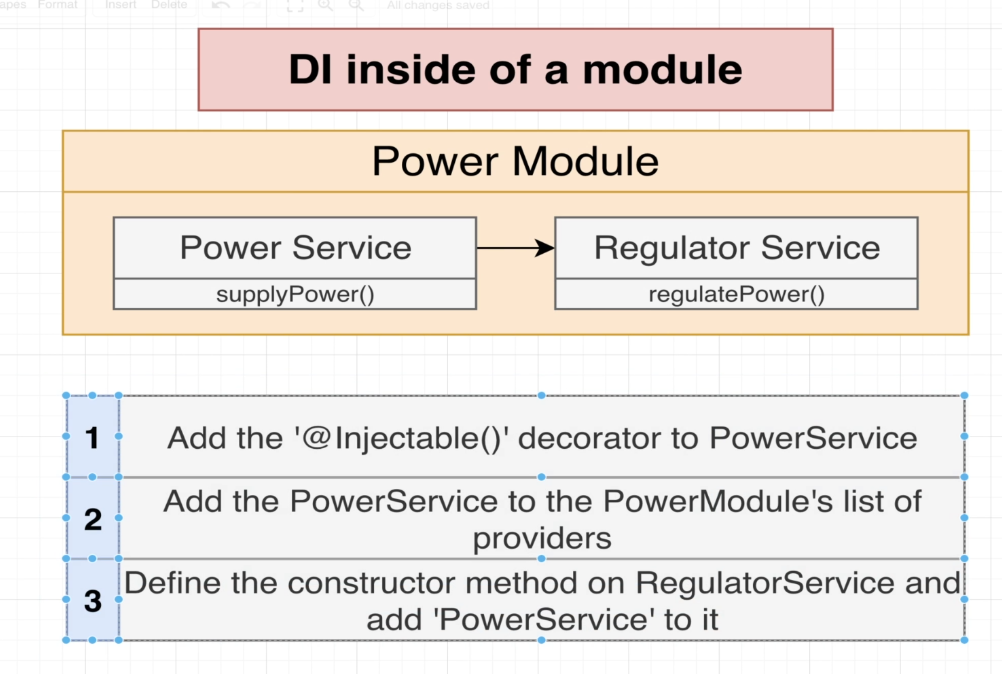 apes Format Insert Delete All changes saved
DI inside of a module
Power Module
Power Service
supplyPower()
Regulator Service
regulatePower()
1
Add the '@Injectable()' decorator to PowerService
2
Add the PowerService to the PowerModule's list of
providers
3
Define the constructor method on RegulatorService and
add 'PowerService' to it